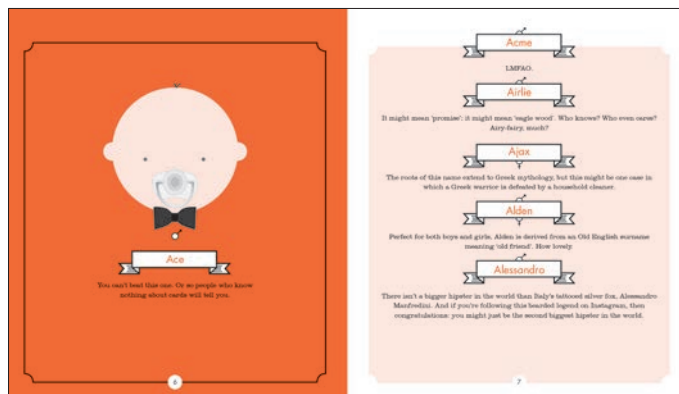 Ace
You can't beat this one. Or so people who know
nothing about cards will tell you.
6
Acme
LMFAO.
Airlie
It might mean 'promise'; it might mean 'eagle wood'. Who knows? Who even cares?
Airy-fairy, much?
Ajax
The roots of this name extend to Greek mythology, but this might be one case in
which a Greek warrior is defeated by a household cleaner.
Alden
Perfect for both boys and girls, Alden is derived from an Old English surname
meaning 'old friend'. How lovely.
Alessandro
There isn't a bigger hipster in the world than Italy's tattooed silver fox, Alessandro
Manfredini. And if you're following this bearded legend on Instagram, then
congratulations: you might just be the second biggest hipster in the world.
7